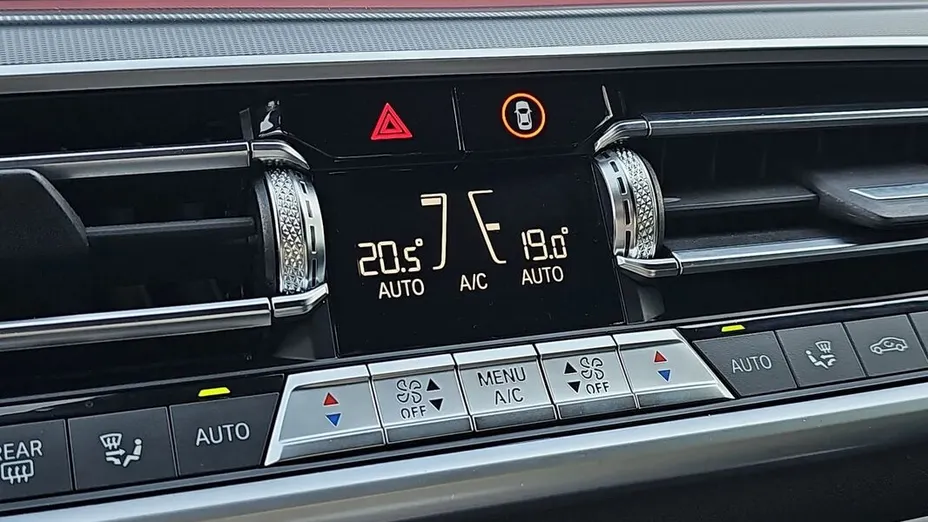 20.5°
19.0°
AUTO
A/C
AUTO
REAR
AUTO
OFF
MENU
A/C
OFF
AUTO